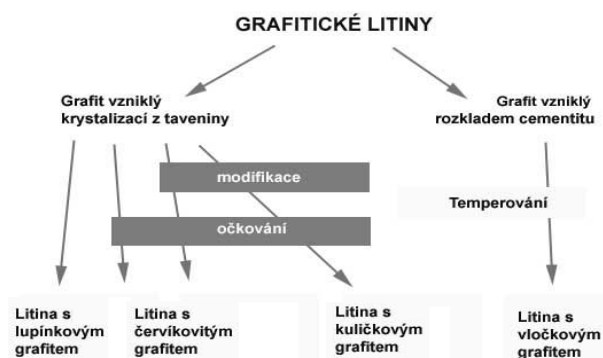 GRAFITICKÉ LITINY
Grafit vzniklý
krystalizací z taveniny
Grafit vzniklý
rozkladem cementitu
modifikace
Temperování
očkování
Litina s
lupínkovým
grafitem
Litina s
červíkovitým
grafitem
Litina s
kuličkovým
grafitem
Litina s
vločkovým
grafitem